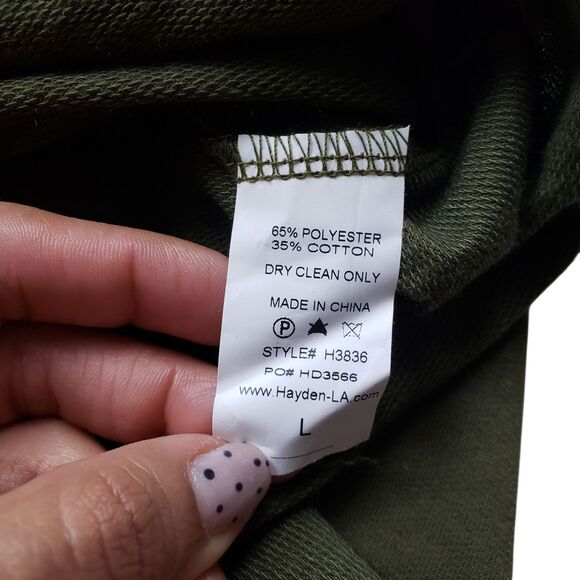 65% POLYESTER
35% COTTON
DRY CLEAN ONLY
MADE IN CHINA
P
STYLE# H3836
PO# HD3566
www.Hayden-LA.com
L